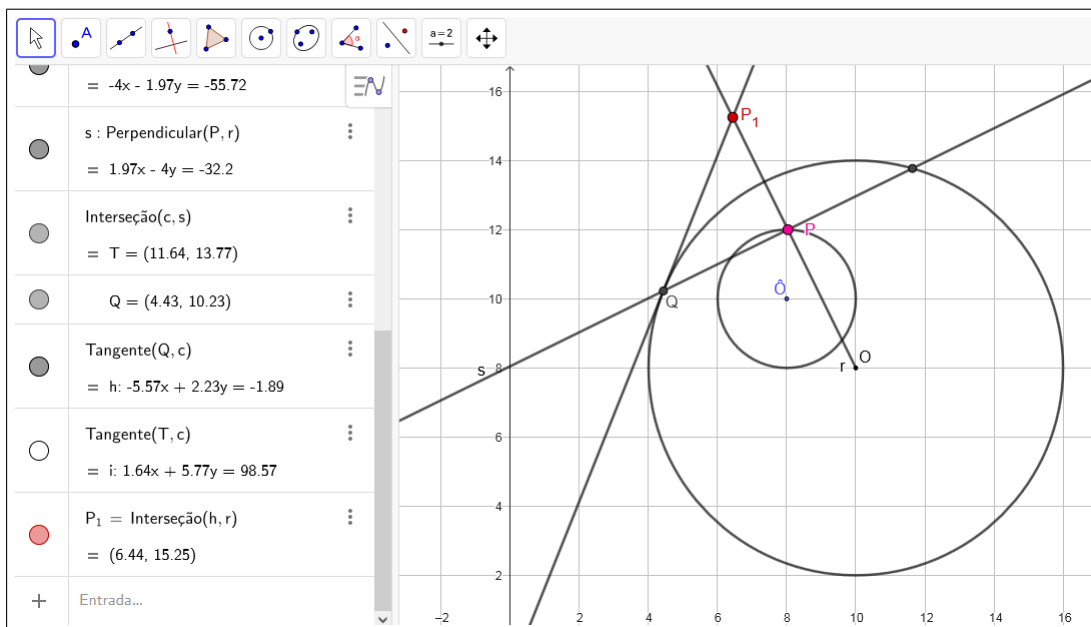 A
α
a=2
= -4x - 1.97y = -55.72
s : Perpendicular(P, r)
= 1.97x - 4y = -32.2
Interseção(c, s)
= T = (11.64, 13.77)
Q = (4.43, 10.23)
Tangente(Q, c)
= h: -5.57x + 2.23y = -1.89
Tangente(T, c)
= i: 1.64x + 5.77y = 98.57
P₁ = Interseção(h, r)
= (6.44, 15.25)
+ Entrada...
16
P₁
14
12
P
10
Ô
Q
s
8
r
O
6
4
2
-2
2
4
6
8
10
12
14
16